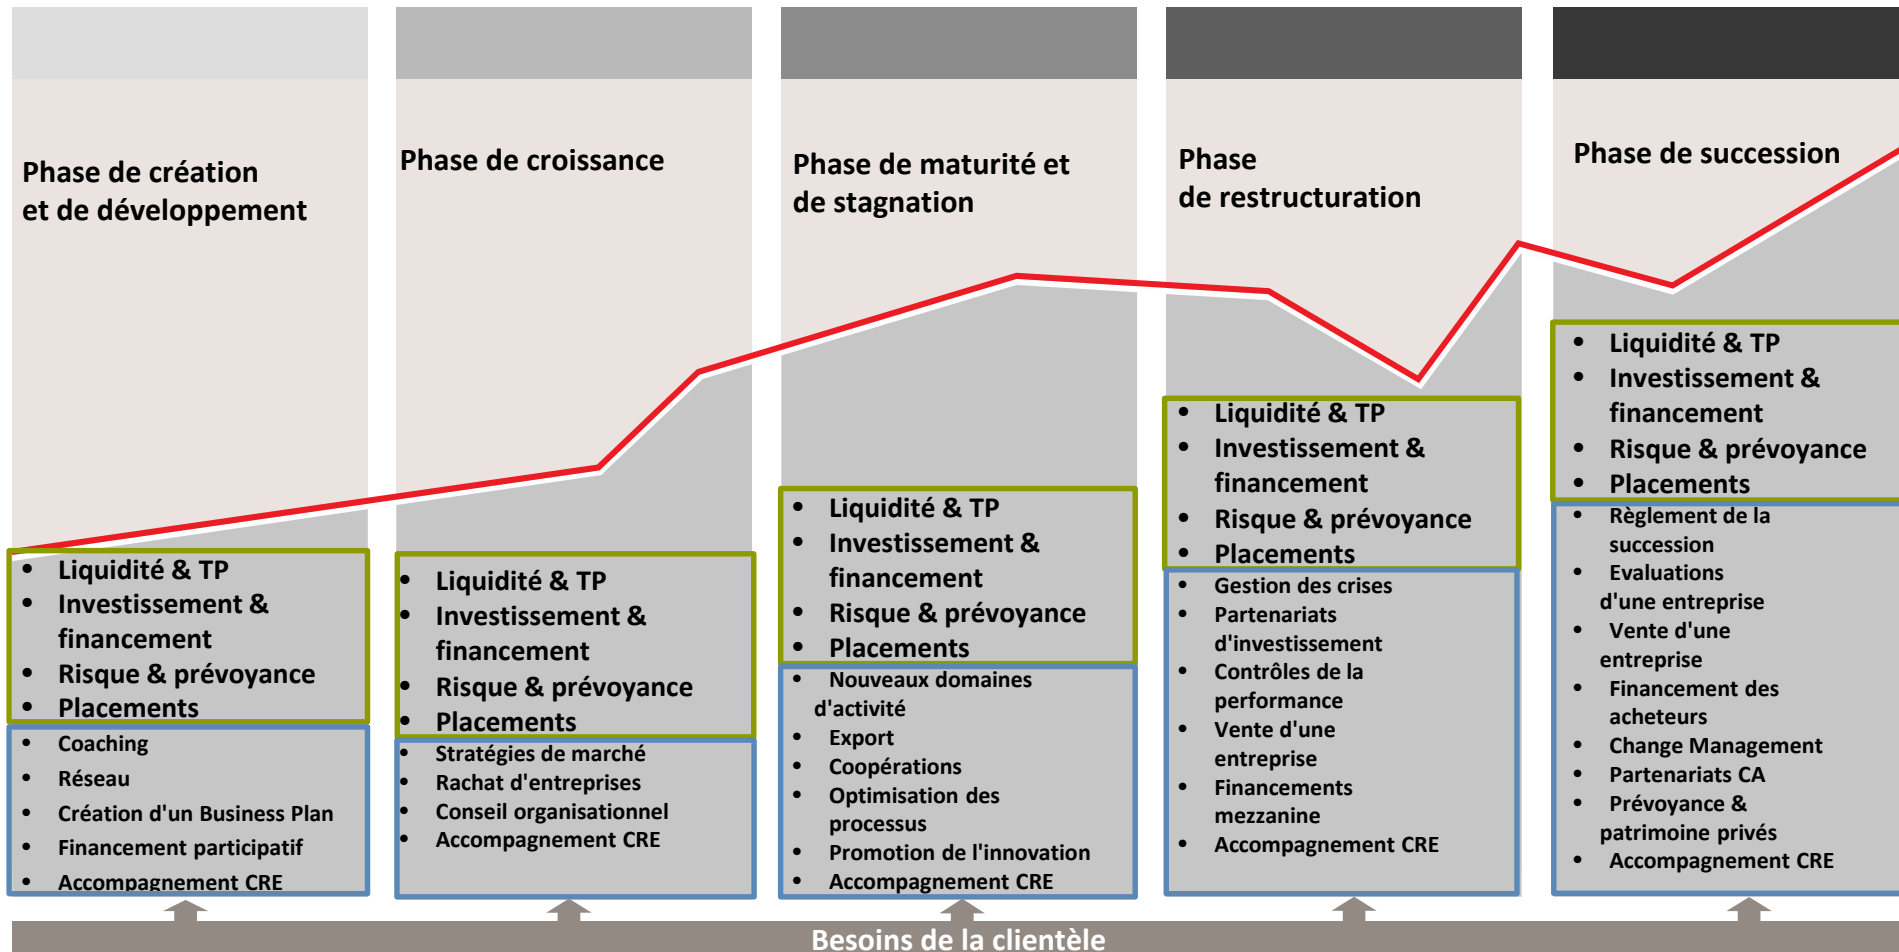 Phase de création
et de développement
• Liquidité & TP
• Investissement &
financement
• Risque & prévoyance
• Placements
• Coaching
• Réseau
• Création d'un Business Plan
• Financement participatif
• Accompagnement CRE
Phase de croissance
• Liquidité & TP
• Investissement &
financement
• Risque & prévoyance
• Placements
• Stratégies de marché
• Rachat d'entreprises
• Conseil organisationnel
• Accompagnement CRE
Phase de maturité et
de stagnation
• Liquidité & TP
• Investissement &
financement
• Risque & prévoyance
• Placements
• Nouveaux domaines
d'activité
• Export
• Coopérations
• Optimisation des
processus
• Promotion de l'innovation
• Accompagnement CRE
Phase
de restructuration
• Liquidité & TP
• Investissement &
financement
• Risque & prévoyance
• Placements
• Gestion des crises
• Partenariats
d'investissement
• Contrôles de la
performance
• Vente d'une
entreprise
• Financements
mezzanine
• Accompagnement CRE
Phase de succession
• Liquidité & TP
• Investissement &
financement
• Risque & prévoyance
• Placements
• Règlement de la
succession
• Evaluations
d'une entreprise
• Vente d'une
entreprise
• Financement des
acheteurs
• Change Management
• Partenariats CA
• Prévoyance &
patrimoine privés
• Accompagnement CRE
Besoins de la clientèle